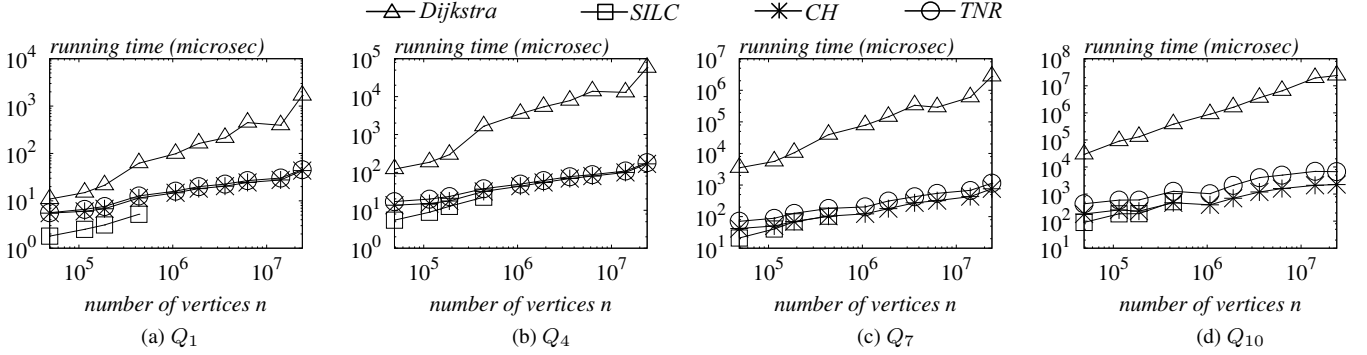 Dijkstra SILC CH TNR
running time (microsec)
10^4
10^3
10^2
10^1
10^0
10^5 10^6 10^7
number of vertices n
(a) Q_1
running time (microsec)
10^5
10^4
10^3
10^2
10^1
10^0
10^5 10^6 10^7
number of vertices n
(b) Q_4
running time (microsec)
10^7
10^6
10^5
10^4
10^3
10^2
10^1
10^5 10^6 10^7
number of vertices n
(c) Q_7
running time (microsec)
10^8
10^7
10^6
10^5
10^4
10^3
10^2
10^1
10^5 10^6 10^7
number of vertices n
(d) Q_10